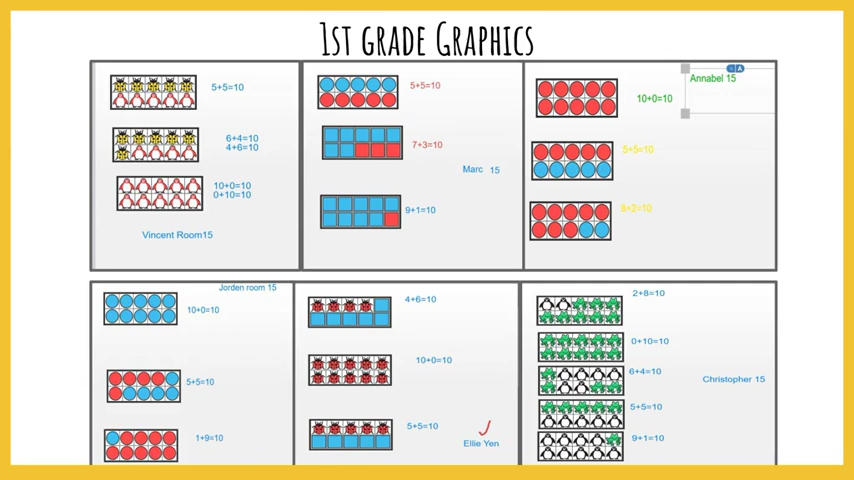 1st grade Graphics
5+5=10
6+4=10
4+6=10
10+0=10
0+10=10
Vincent Room15
5+5=10
7+3=10
Marc 15
9+1=10
A
Annabel 15
10+0=10
5+5=10
8+2=10
Jorden room 15
10+0=10
5+5=10
1+9=10
4+6=10
10+0=10
5+5=10
Ellie Yen
2+8=10
0+10=10
6+4=10
Christopher 15
5+5=10
9+1=10